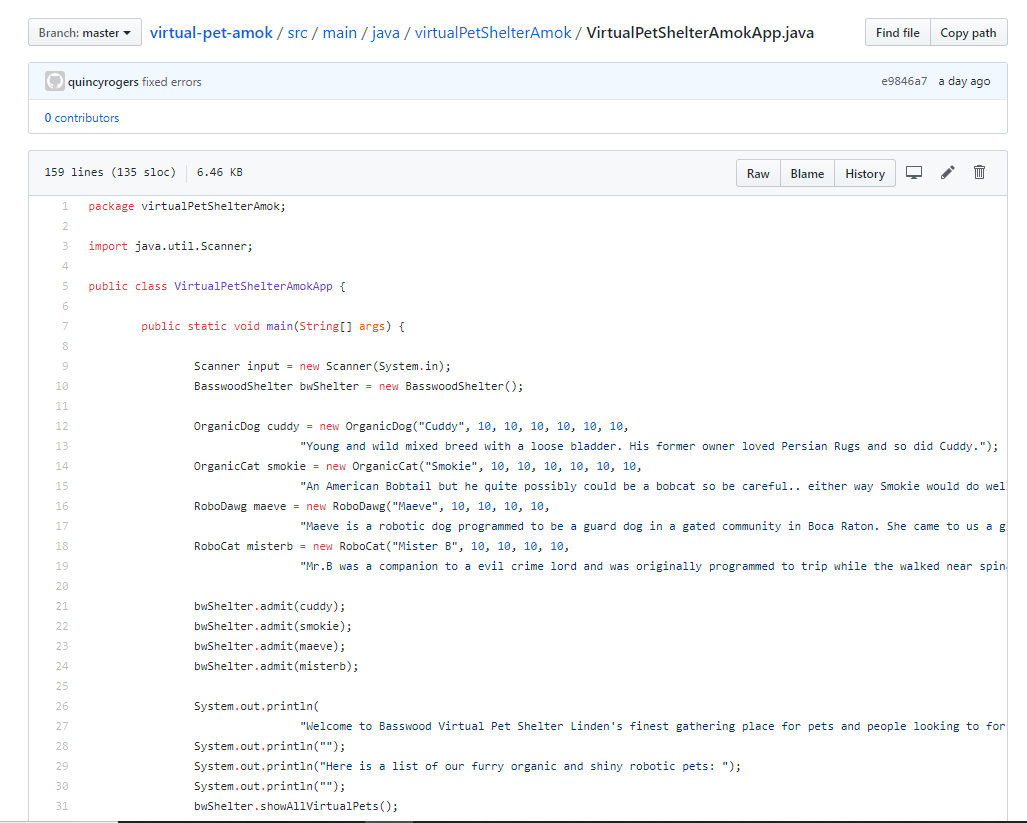 Branch: master virtual-pet-amok / src / main / java / virtualPetShelterAmok / VirtualPetShelterAmokApp.java Find file Copy path
quincyrogers fixed errors e9846a7 a day ago
0 contributors
159 lines (135 sloc) 6.46 KB Raw Blame History
1 package virtualPetShelterAmok;
2
3 import java.util.Scanner;
4
5 public class VirtualPetShelterAmokApp {
6
7 public static void main(String[] args) {
8
9 Scanner input = new Scanner(System.in);
10 BasswoodShelter bwShelter = new BasswoodShelter();
11
12 OrganicDog cuddy = new OrganicDog("Cuddy", 10, 10, 10, 10, 10, 10,
13 "Young and wild mixed breed with a loose bladder. His former owner loved Persian Rugs and so did Cuddy.");
14 OrganicCat smokie = new OrganicCat("Smokie", 10, 10, 10, 10, 10, 10,
15 "An American Bobtail but he quite possibly could be a bobcat so be careful.. either way Smokie would do wel
16 RoboDawg maeve = new RoboDawg("Maeve", 10, 10, 10, 10,
17 "Maeve is a robotic dog programmed to be a guard dog in a gated community in Boca Raton. She came to us a g
18 RoboCat misterb = new RoboCat("Mister B", 10, 10, 10, 10,
19 "Mr.B was a companion to a evil crime lord and was originally programmed to trip while the walked near spin
20
21 bwShelter.admit(cuddy);
22 bwShelter.admit(smokie);
23 bwShelter.admit(maeve);
24 bwShelter.admit(misterb);
25
26 System.out.println(
27 "Welcome to Basswood Virtual Pet Shelter Linden's finest gathering place for pets and people looking to for
28 System.out.println("");
29 System.out.println("Here is a list of our furry organic and shiny robotic pets: ");
30 System.out.println("");
31 bwShelter.showAllVirtualPets();